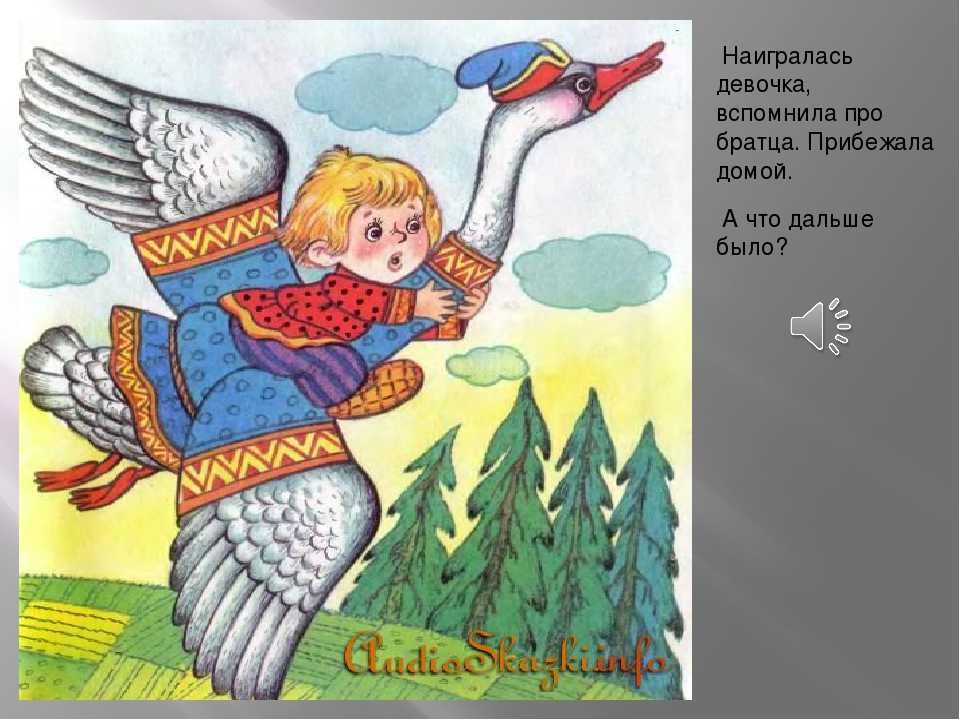 Наигралась
девочка,
вспомнила про
братца. Прибежала
домой.
А что дальше
было?
AudioSkazki.info